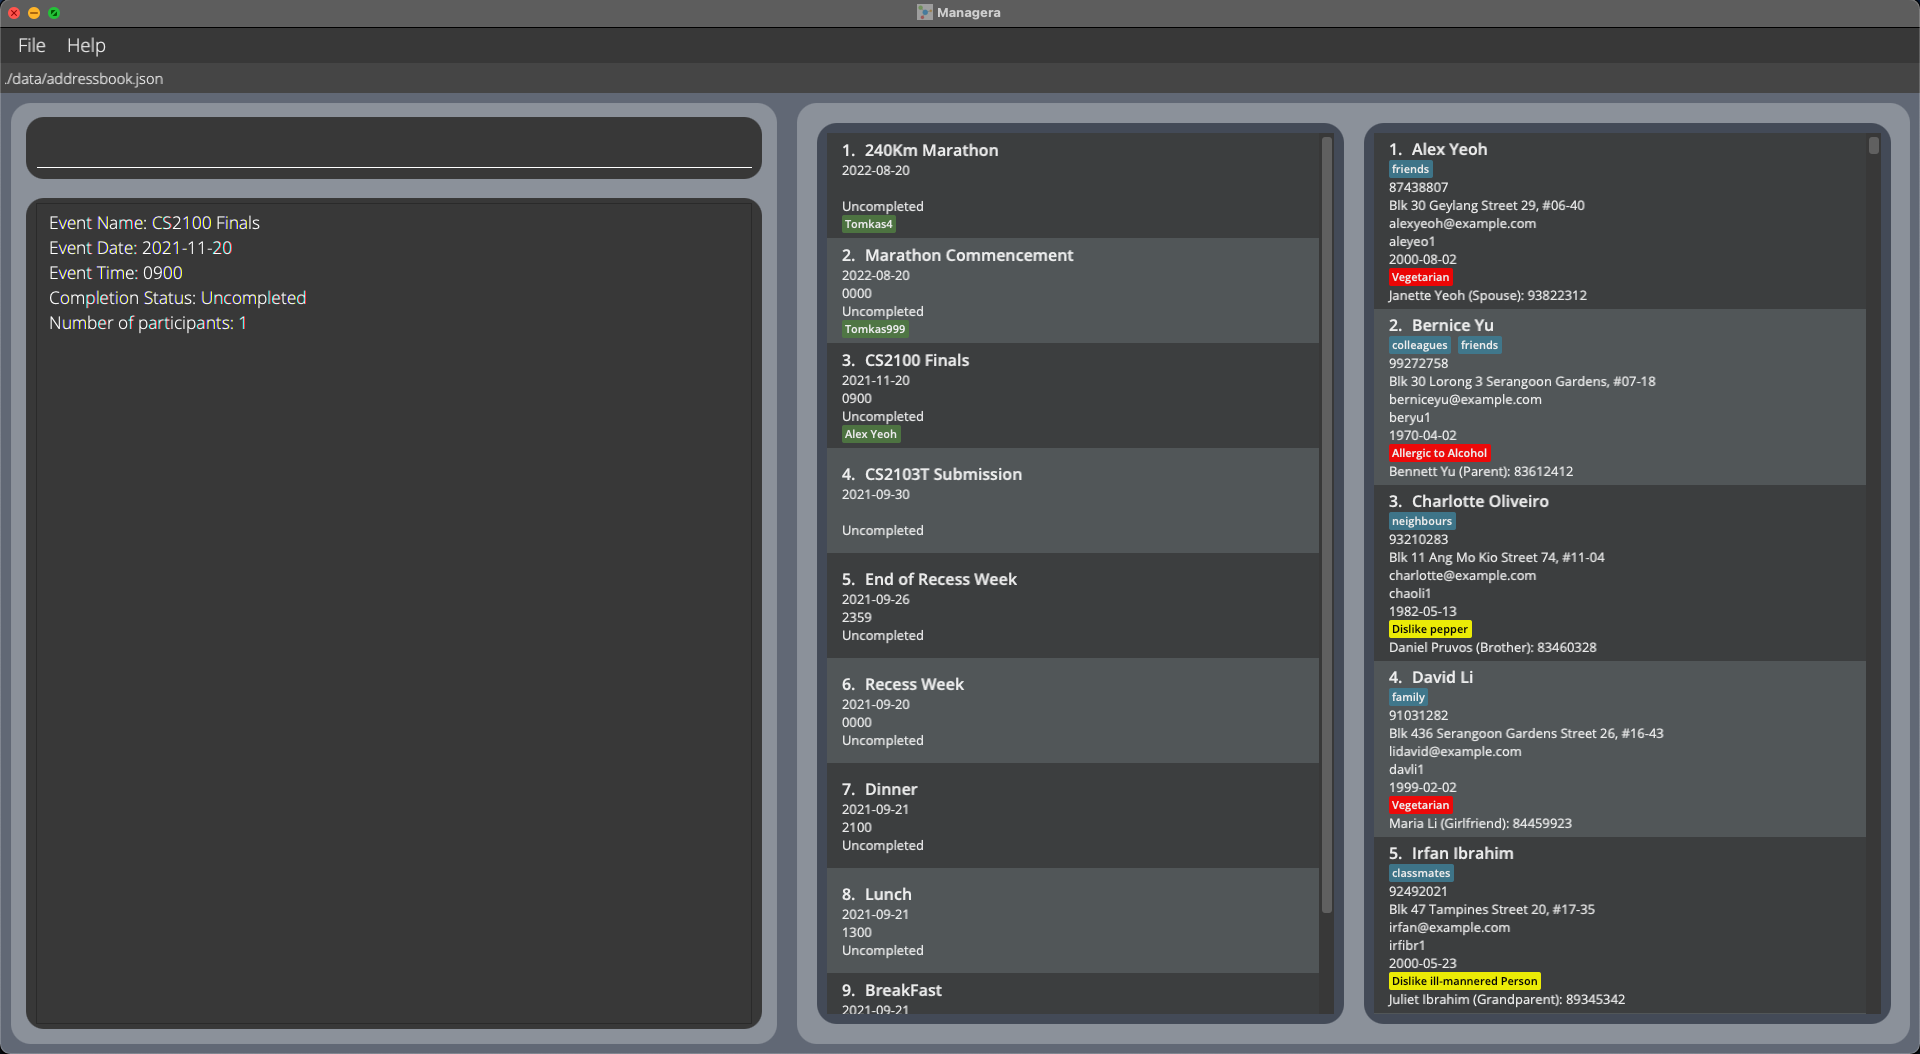 Managera
File Help
./data/addressbook.json
Event Name: CS2100 Finals
Event Date: 2021-11-20
Event Time: 0900
Completion Status: Uncompleted
Number of participants: 1
1. 240Km Marathon
2022-08-20
Uncompleted
Tomkas4
2. Marathon Commencement
2022-08-20
0000
Uncompleted
Tomkas999
3. CS2100 Finals
2021-11-20
0900
Uncompleted
Alex Yeoh
4. CS2103T Submission
2021-09-30
Uncompleted
5. End of Recess Week
2021-09-26
2359
Uncompleted
6. Recess Week
2021-09-20
0000
Uncompleted
7. Dinner
2021-09-21
2100
Uncompleted
8. Lunch
2021-09-21
1300
Uncompleted
9. BreakFast
2021-09-21
1. Alex Yeoh
friends
87438807
Blk 30 Geylang Street 29, #06-40
alexyeoh@example.com
aleyeo1
2000-08-02
Vegetarian
Janette Yeoh (Spouse): 93822312
2. Bernice Yu
colleagues friends
99272758
Blk 30 Lorong 3 Serangoon Gardens, #07-18
berniceyu@example.com
beryu1
1970-04-02
Allergic to Alcohol
Bennett Yu (Parent): 83612412
3. Charlotte Oliveiro
neighbours
93210283
Blk 11 Ang Mo Kio Street 74, #11-04
charlotte@example.com
chaoli1
1982-05-13
Dislike pepper
Daniel Pruvos (Brother): 83460328
4. David Li
family
91031282
Blk 436 Serangoon Gardens Street 26, #16-43
lidavid@example.com
davli1
1999-02-02
Vegetarian
Maria Li (Girlfriend): 84459923
5. Irfan Ibrahim
classmates
92492021
Blk 47 Tampines Street 20, #17-35
irfan@example.com
irfibr1
2000-05-23
Dislike ill-mannered Person
Juliet Ibrahim (Grandparent): 89345342